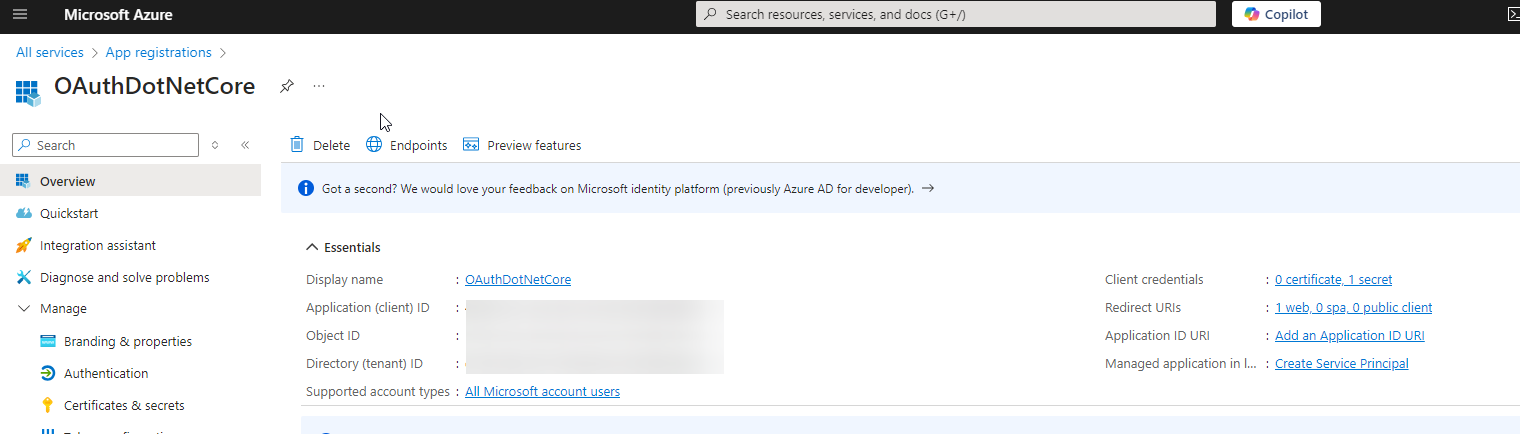 Microsoft Azure
Search resources, services, and docs (G+/)
Copilot
All services > App registrations >
OAuthDotNetCore
...
Search
Delete
Endpoints
Preview features
Overview
Got a second? We would love your feedback on Microsoft identity platform (previously Azure AD for developer). →
Quickstart
Integration assistant
Diagnose and solve problems
Manage
Branding & properties
Authentication
Certificates & secrets
Essentials
Display name : OAuthDotNetCore
Application (client) ID :
Object ID :
Directory (tenant) ID :
Supported account types : All Microsoft account users
Client credentials : 0 certificate, 1 secret
Redirect URIs : 1 web, 0 spa, 0 public client
Application ID URI : Add an Application ID URI
Managed application in l... : Create Service Principal